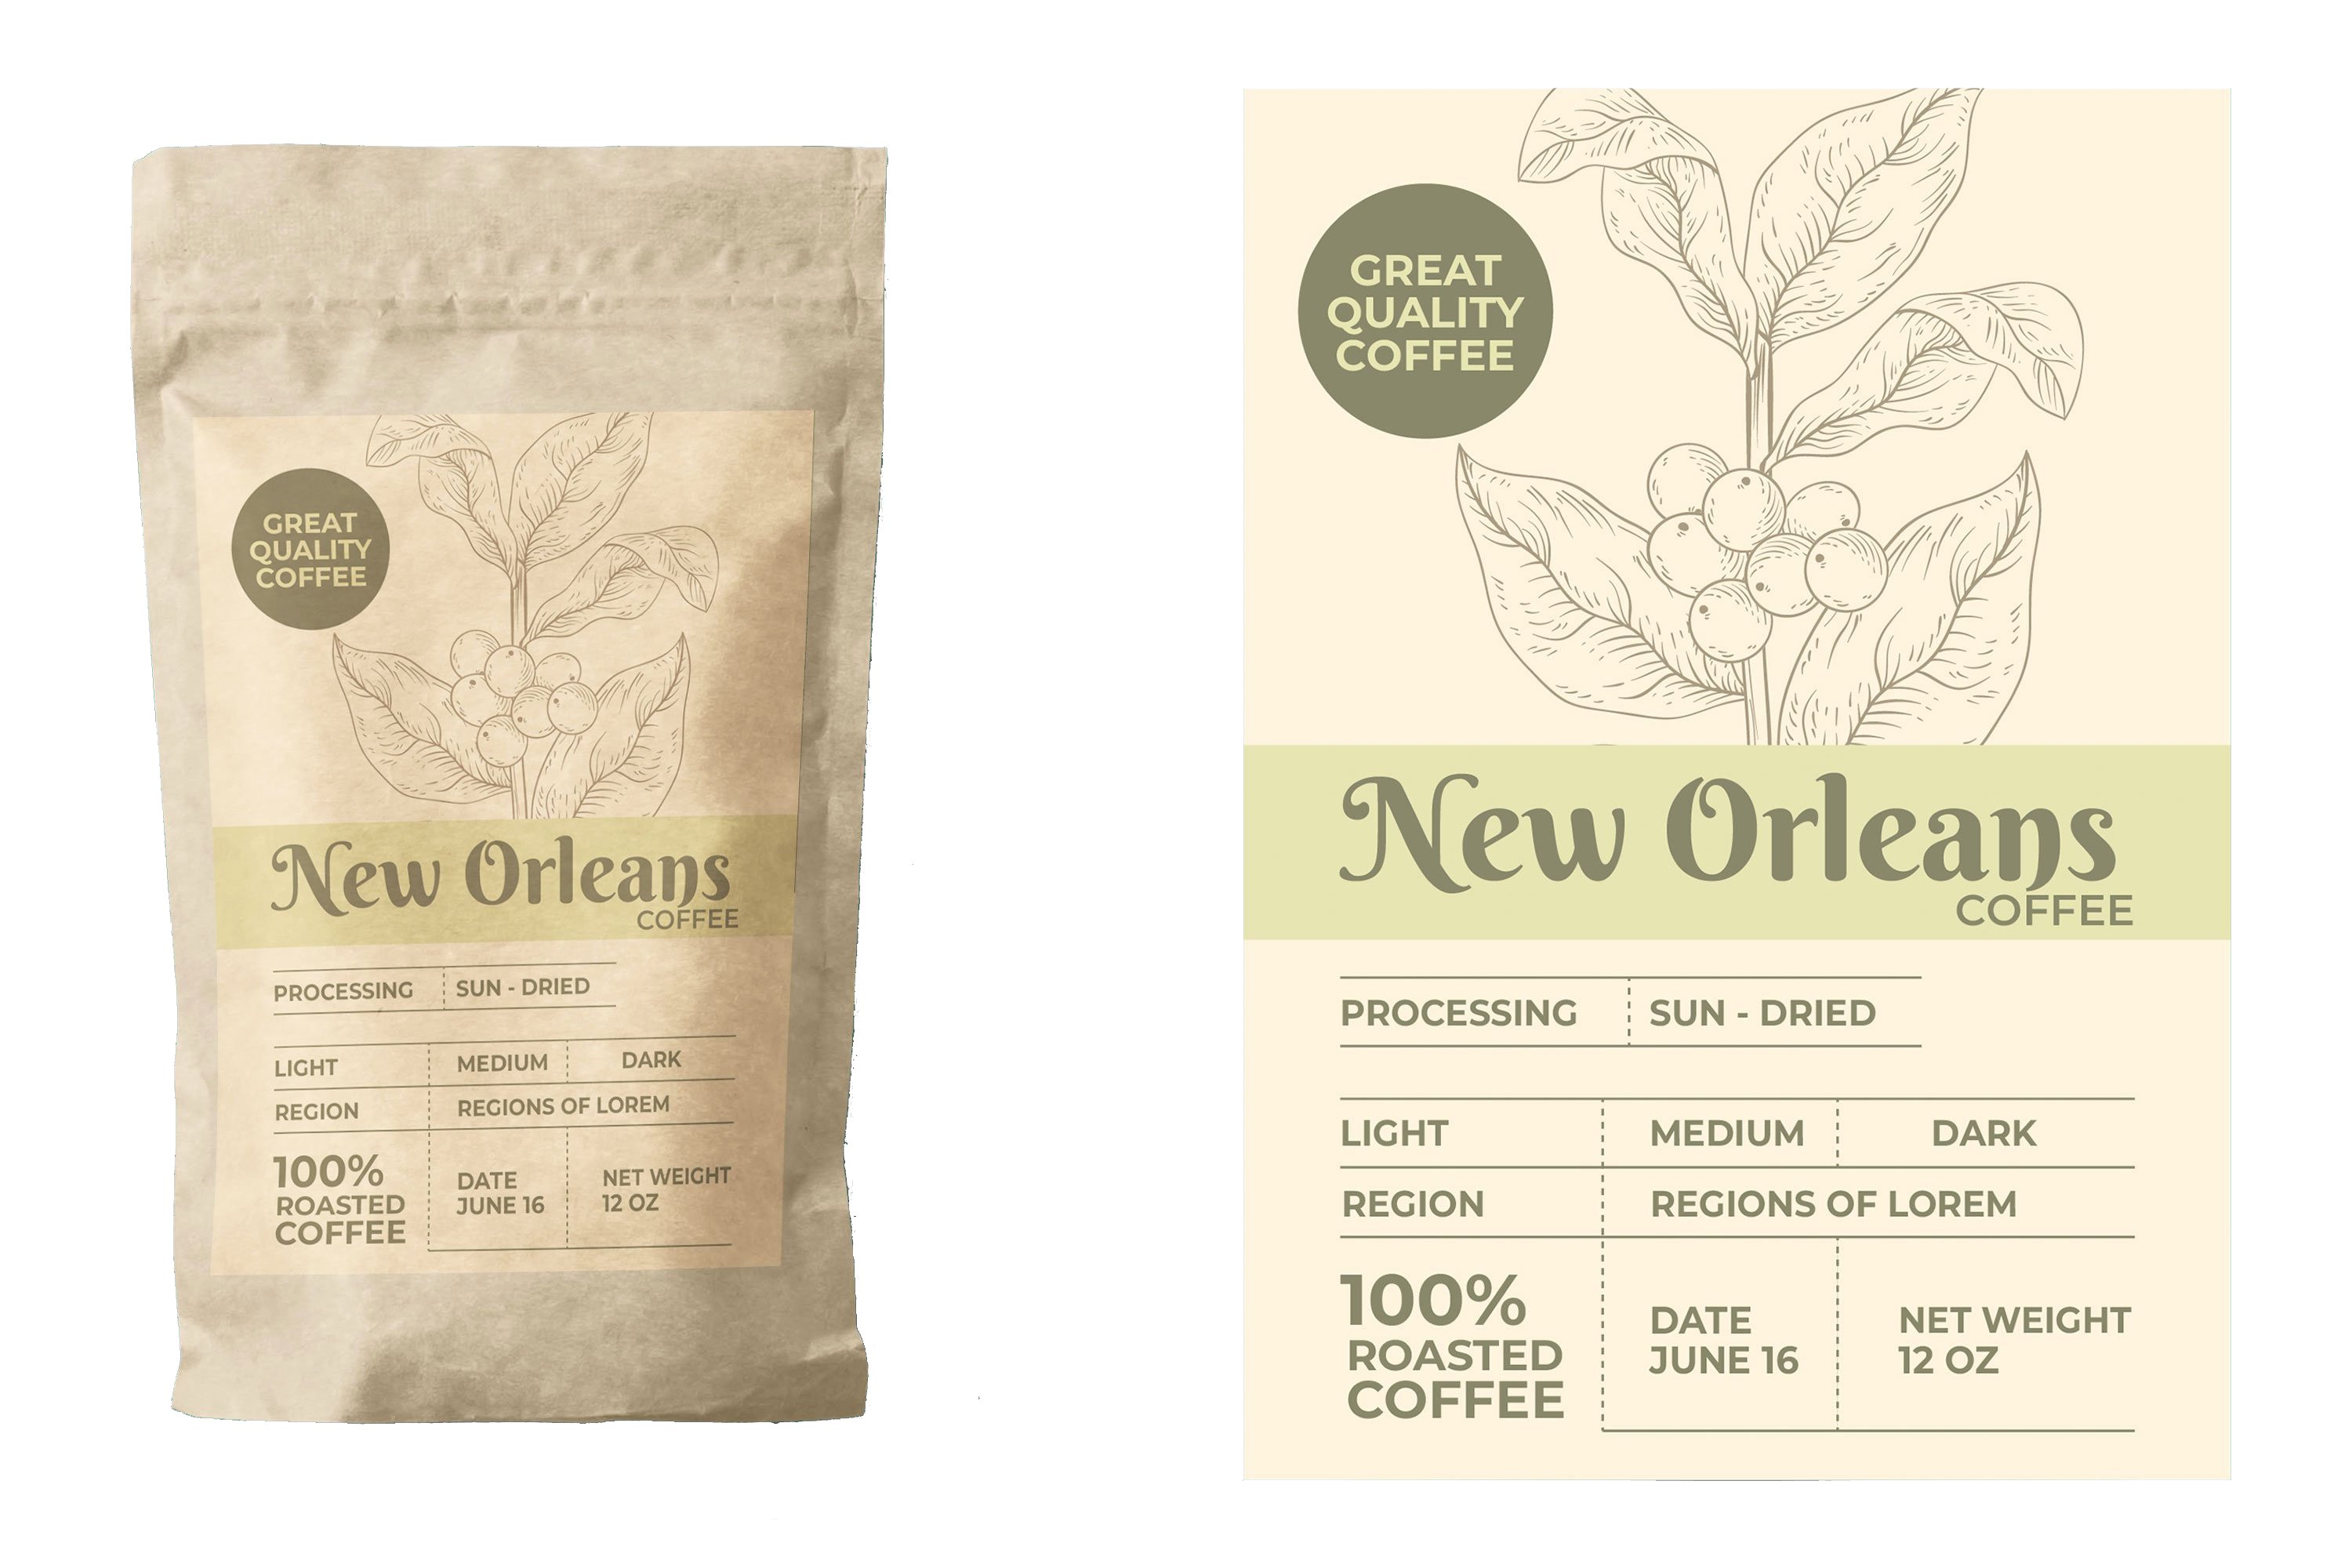 GREAT
QUALITY
COFFEE
New Orleans
COFFEE
PROCESSING SUN - DRIED
LIGHT MEDIUM DARK
REGION REGIONS OF LOREM
100%
ROASTED
COFFEE
DATE
JUNE 16
NET WEIGHT
12 OZ
GREAT
QUALITY
COFFEE
New Orleans
COFFEE
PROCESSING SUN - DRIED
LIGHT MEDIUM DARK
REGION REGIONS OF LOREM
100%
ROASTED
COFFEE
DATE
JUNE 16
NET WEIGHT
12 OZ